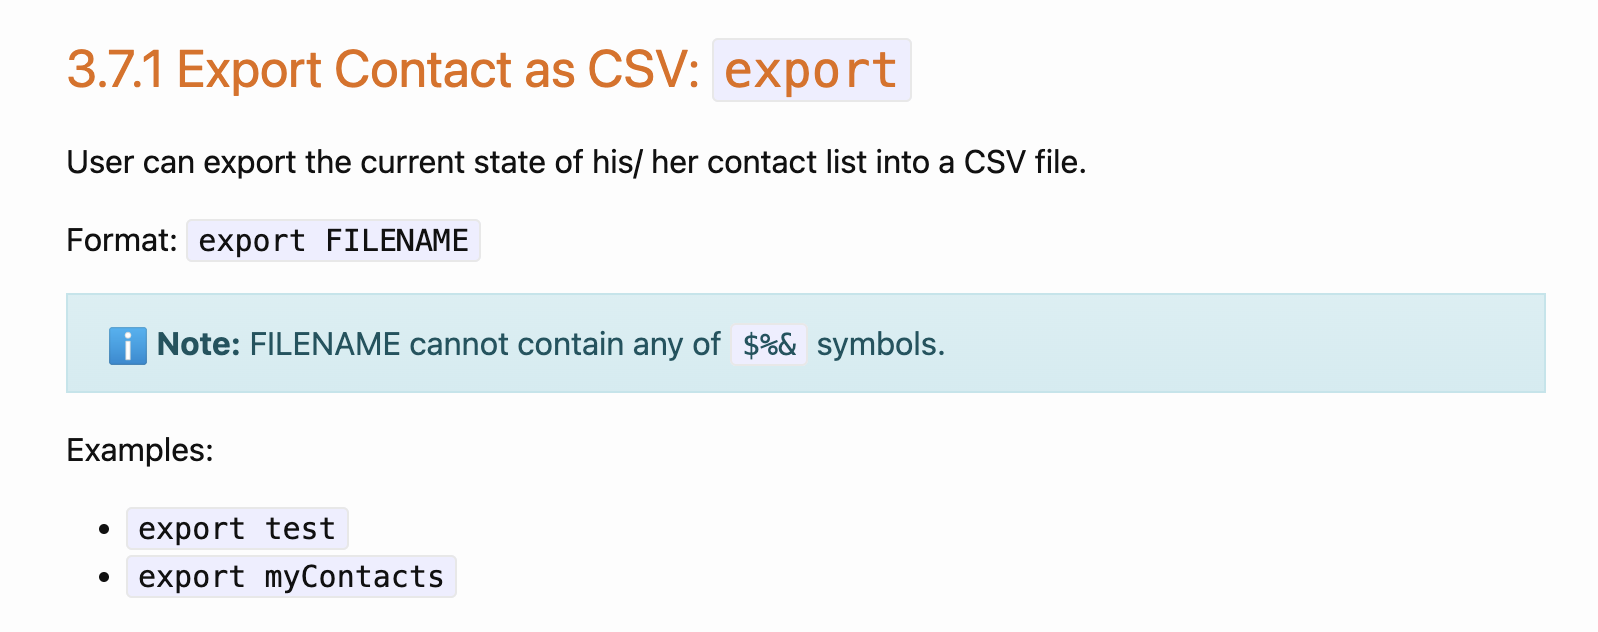 3.7.1 Export Contact as CSV: export
User can export the current state of his/ her contact list into a CSV file.
Format: export FILENAME
Note: FILENAME cannot contain any of $%& symbols.
Examples:
• export test
• export myContacts